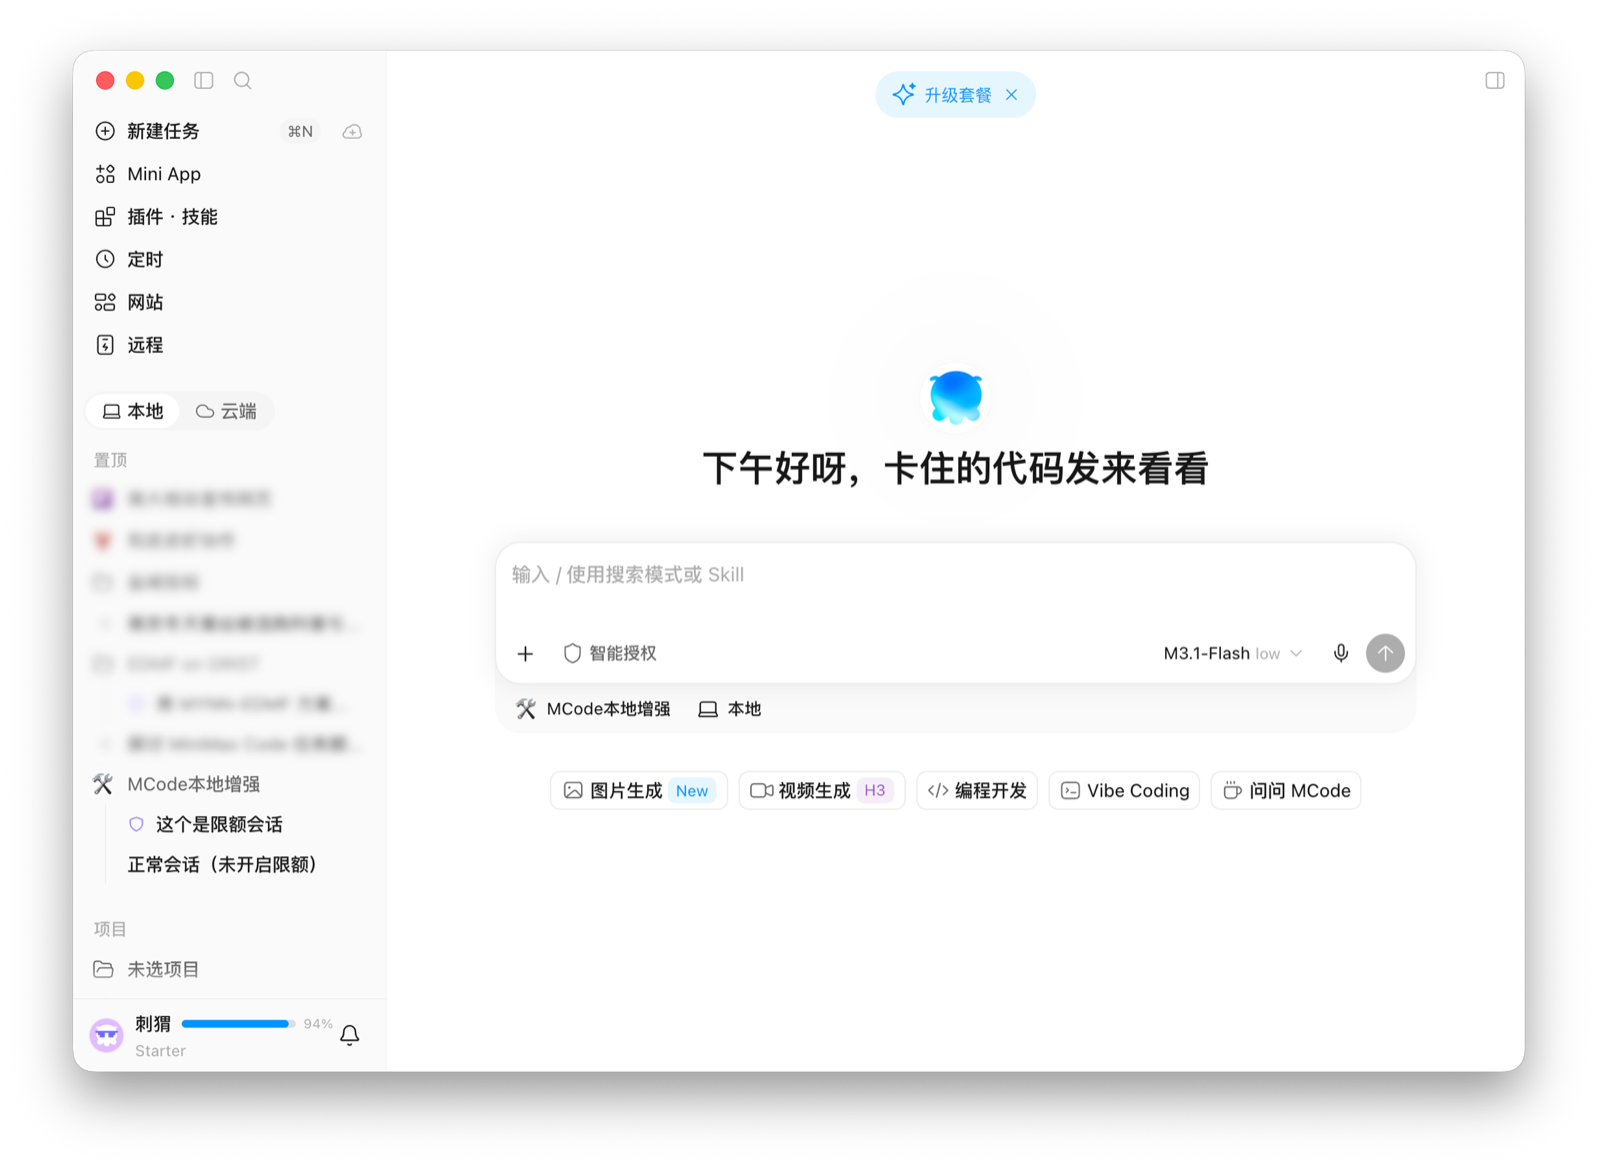 新建任务 ⌘N
Mini App
插件 · 技能
定时
网站
远程
本地 云端
置顶
MCode本地增强
这个是限额会话
正常会话（未开启限额）
项目
未选项目
刺猬 94%
Starter
升级套餐
下午好呀，卡住的代码发来看看
输入 / 使用搜索模式或 Skill
智能授权 M3.1-Flash low
MCode本地增强 本地
图片生成 New 视频生成 H3 编程开发 Vibe Coding 问问 MCode